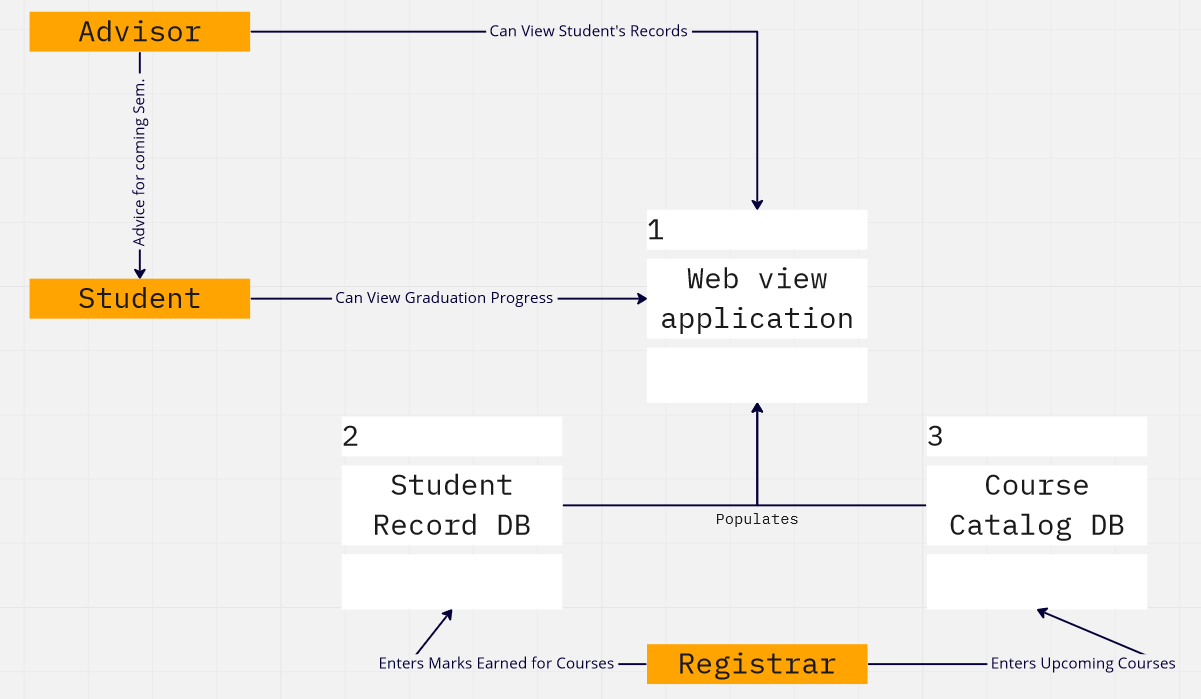 Advisor
Can View Student's Records
Advice for coming Sem.
1
Web view
application
Student
Can View Graduation Progress
2
Student
Record DB
3
Course
Catalog DB
Populates
Enters Marks Earned for Courses
Registrar
Enters Upcoming Courses